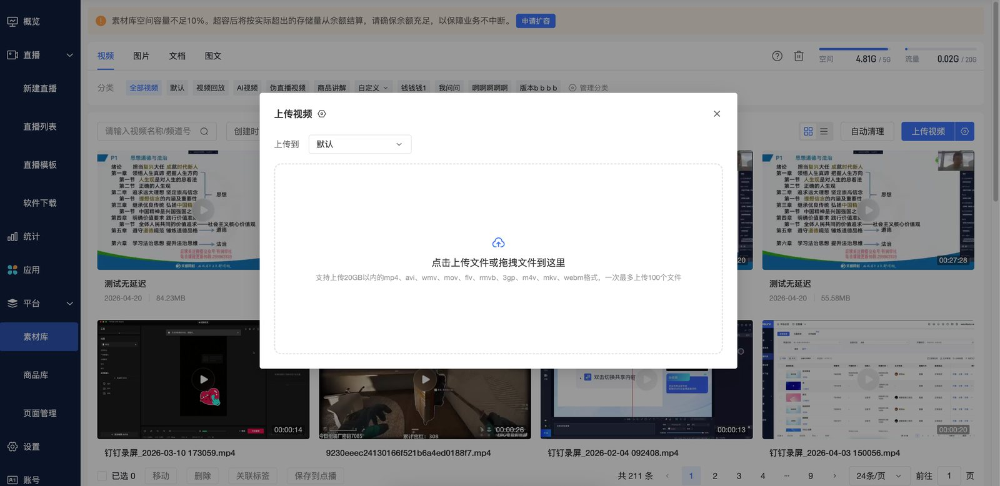 概览
直播
新建直播
直播列表
直播模板
软件下载
统计
应用
平台
素材库
商品库
页面管理
设置
账号
素材库空间容量不足10%。超容后将按实际超出的存储量从余额结算，请确保余额充足，以保障业务不中断。 申请扩容
视频 图片 文档 图文
空间 4.81G / 5G 流量 0.02G / 20G
分类 全部视频 默认 视频回放 AI视频 伪直播视频 商品讲解 自定义 钱钱钱1 我问问 啊啊啊啊啊 版本b b b b 管理分类
请输入视频名称/频道号 创建时
自动清理 上传视频
上传视频
上传到 默认
点击上传文件或拖拽文件到这里
支持上传20GB以内的mp4、avi、wmv、mov、flv、rmvb、3gp、m4v、mkv、webm格式，一次最多上传100个文件
P1 思想道德与法治
绪论 担当复兴大任 成就时代新人
第一章 领悟人生真谛 把握人生方向
第一节 人生观是对人生的总看法
第二节 正确的人生观
第二章 追求远大理想 坚定崇高信念
第一节 理想信念的内涵及重要性
第三章 继承优良传统 弘扬中国精
第一节 中国精神是兴国强国之
第四章 明确价值要求 践行价值准
第一节 全体人民共同的价值追求——社会主义核心价值观
第五章 遵守道德规范 锤炼道德品格 道德
第六章 学习法治思想 提升法治思维 法治
思想
测试无延迟
2026-04-20 84.23MB
20
P1 思想道德与法治
绪论 担当复兴大任 成就时代新人
第一章 领悟人生真谛 把握人生方向
第一节 人生观是对人生的总看法
第二节 正确的人生观
第二章 追求远大理想 坚定崇高信念
第一节 理想信念的内涵及重要性
第三章 继承优良传统 弘扬中国精
第一节 中国精神是兴国强国之
第四章 明确价值要求 践行价值准
第一节 全体人民共同的价值追求——社会主义核心价值观
第五章 遵守道德规范 锤炼道德品格 道德
第六章 学习法治思想 提升法治思维 法治
思想
00:27:28
测试无延迟
2026-04-20 55.58MB
00:00:14
钉钉录屏_2026-03-10 173059.mp4
今日组装厂密码7085
累计出红：308
00:00:26
9230eeec24130166f521b6a4ed0188f7.mp4
双击切换共享内容
00:00:13
钉钉录屏_2026-02-04 092408.mp4
00:00:20
钉钉录屏_2026-04-03 150056.mp4
已选 0 移动 删除 关联标签 保存到点播
共 211 条 1 2 3 4 ... 9 24条/页 前往 1 页